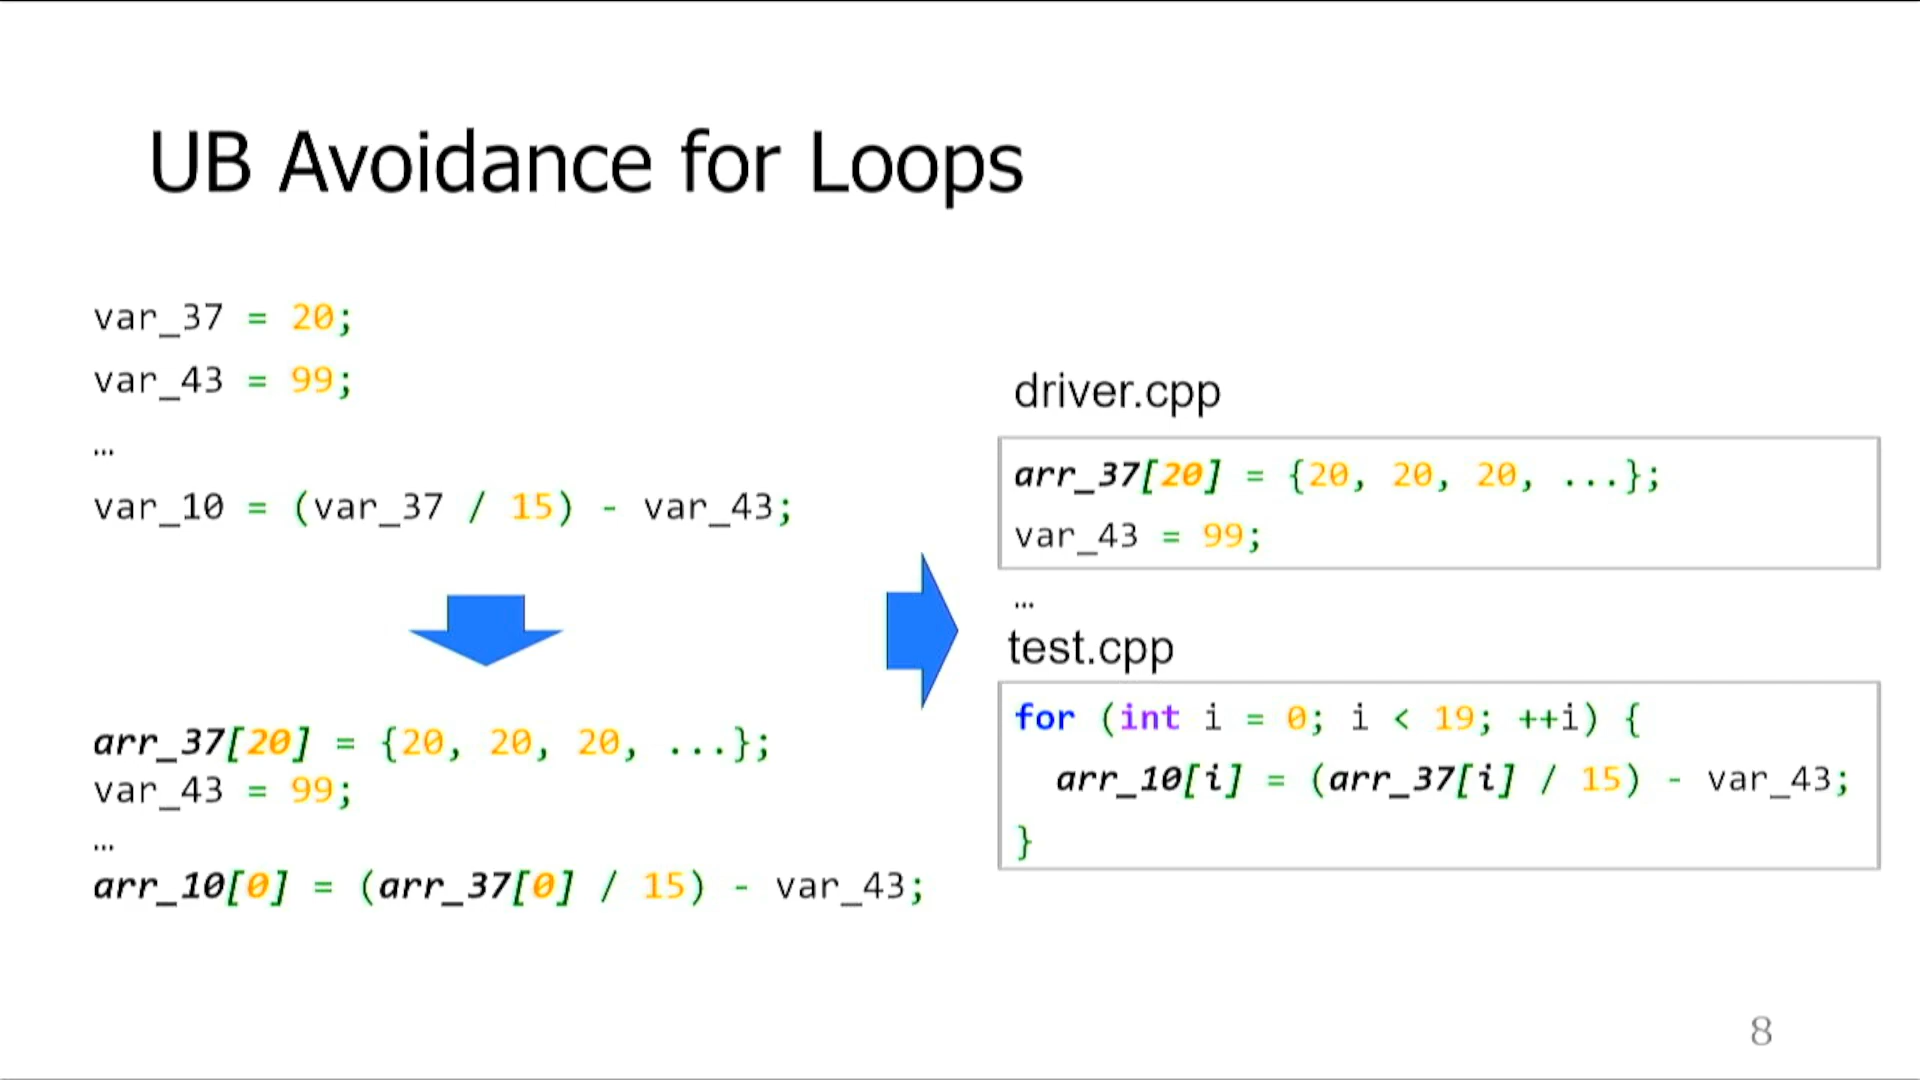 UB Avoidance for Loops
var_37 = 20;
var_43 = 99;
…
var_10 = (var_37 / 15) - var_43;
arr_37[20] = {20, 20, 20, ...};
var_43 = 99;
…
arr_10[0] = (arr_37[0] / 15) - var_43;
driver.cpp
arr_37[20] = {20, 20, 20, ...};
var_43 = 99;
…
test.cpp
for (int i = 0; i < 19; ++i) {
arr_10[i] = (arr_37[i] / 15) - var_43;
}
8